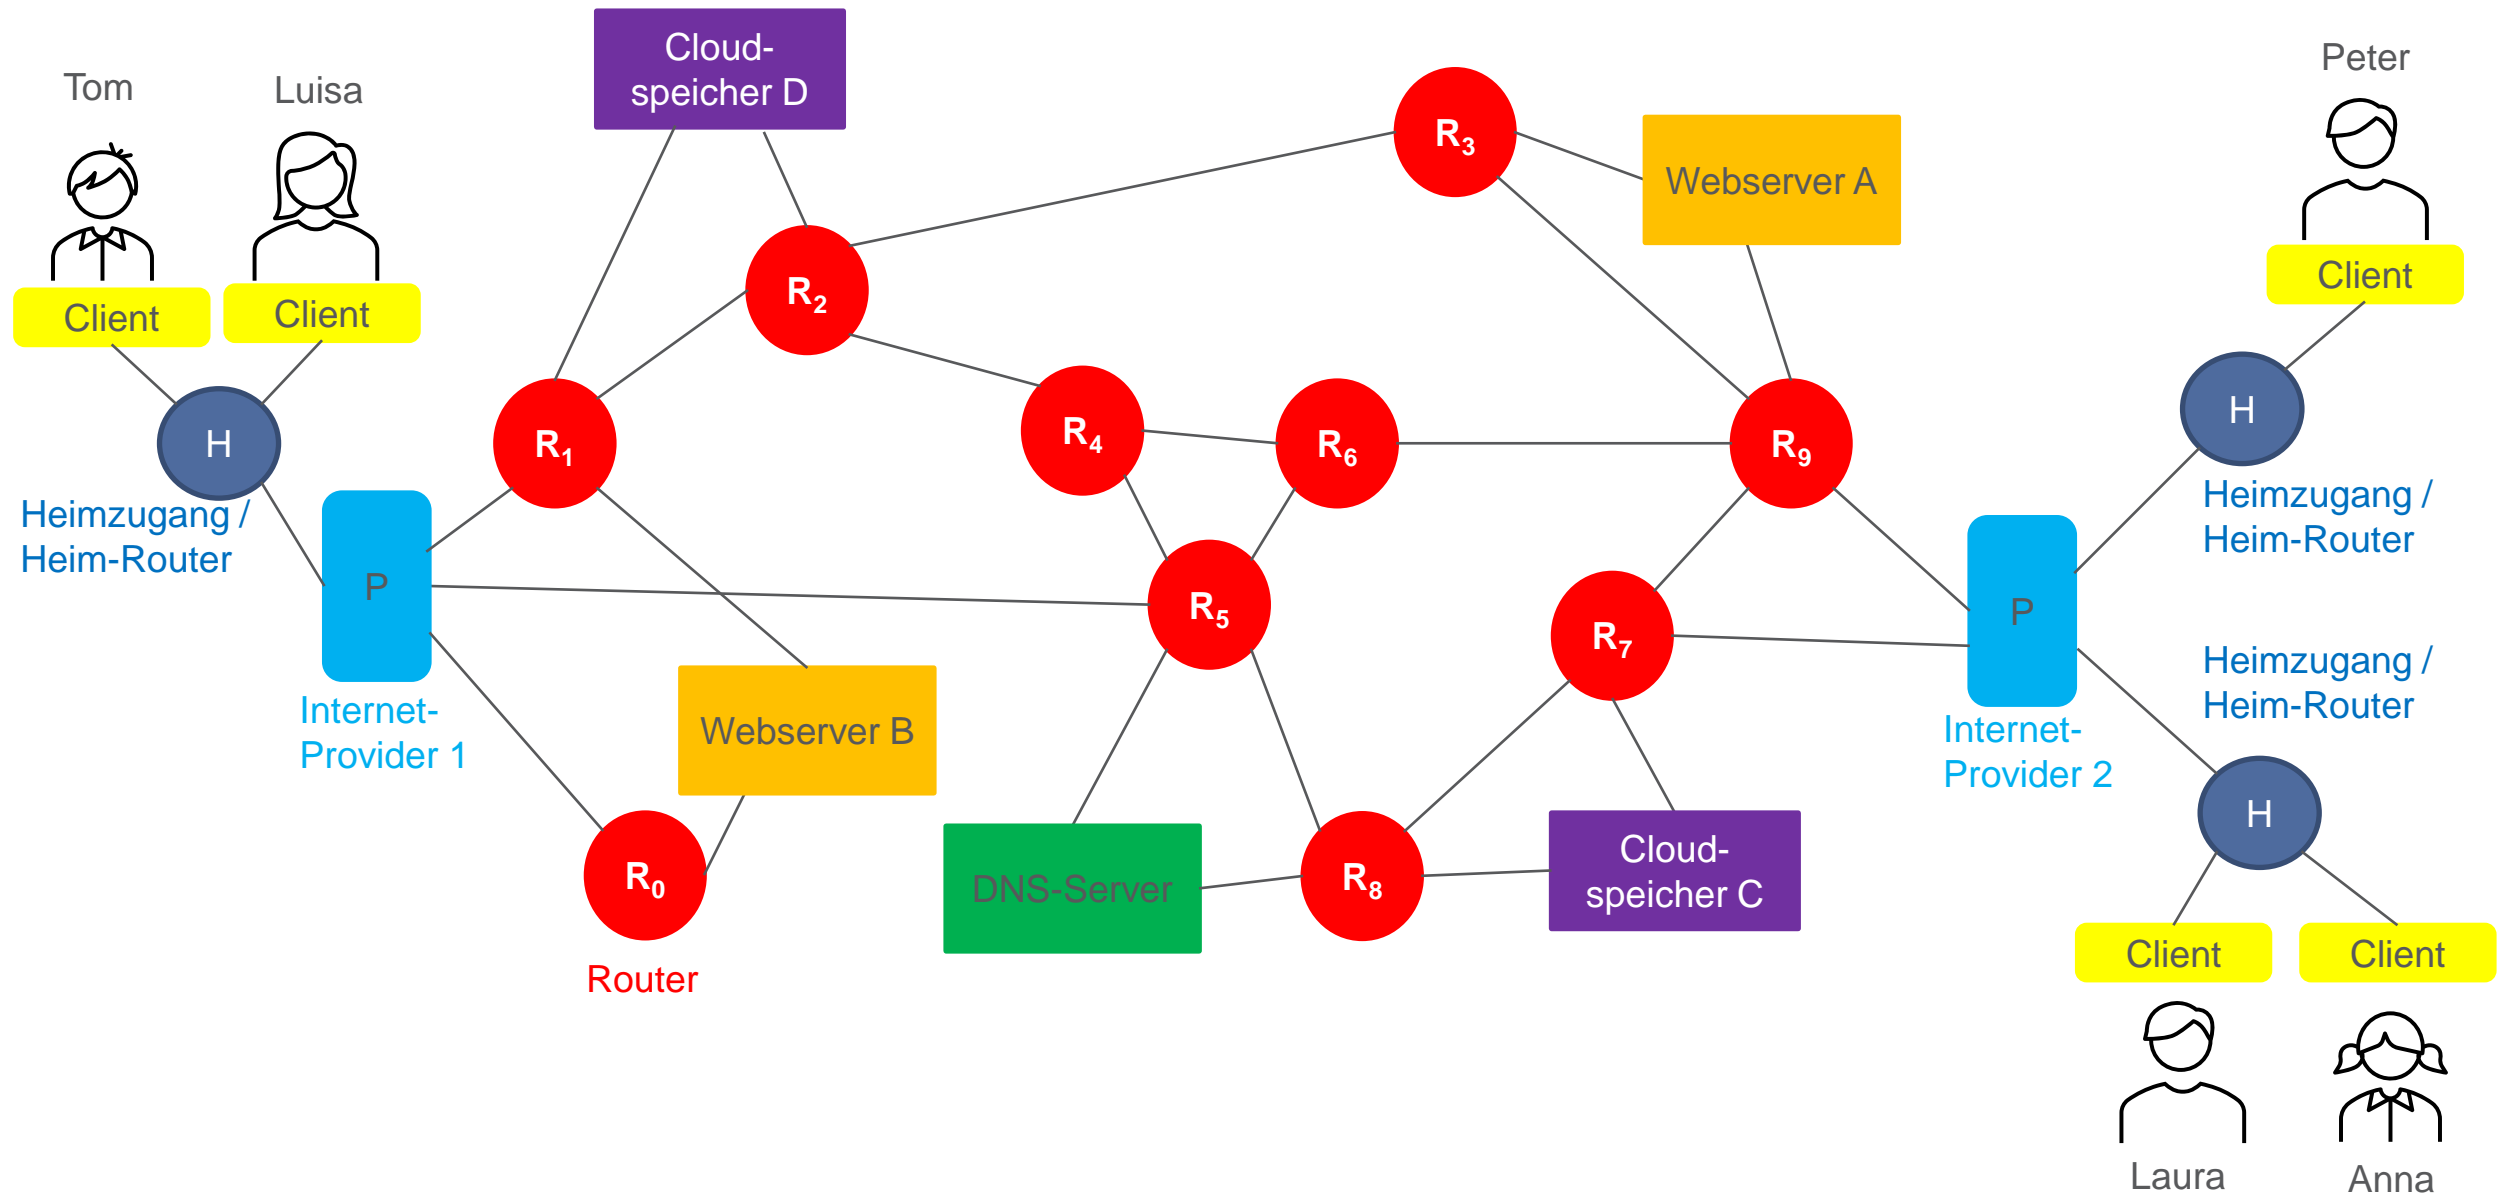 Tom
Luisa
Cloud-
speicher D
Peter
R3
Webserver A
Client
Client
Client
R2
H
H
R1
R4
R6
R9
Heimzugang /
Heim-Router
Heimzugang /
Heim-Router
P
R5
P
R7
Heimzugang /
Heim-Router
Internet-
Provider 1
Webserver B
Internet-
Provider 2
H
Cloud-
speicher C
R0
DNS-Server
R8
Client
Client
Router
Laura
Anna